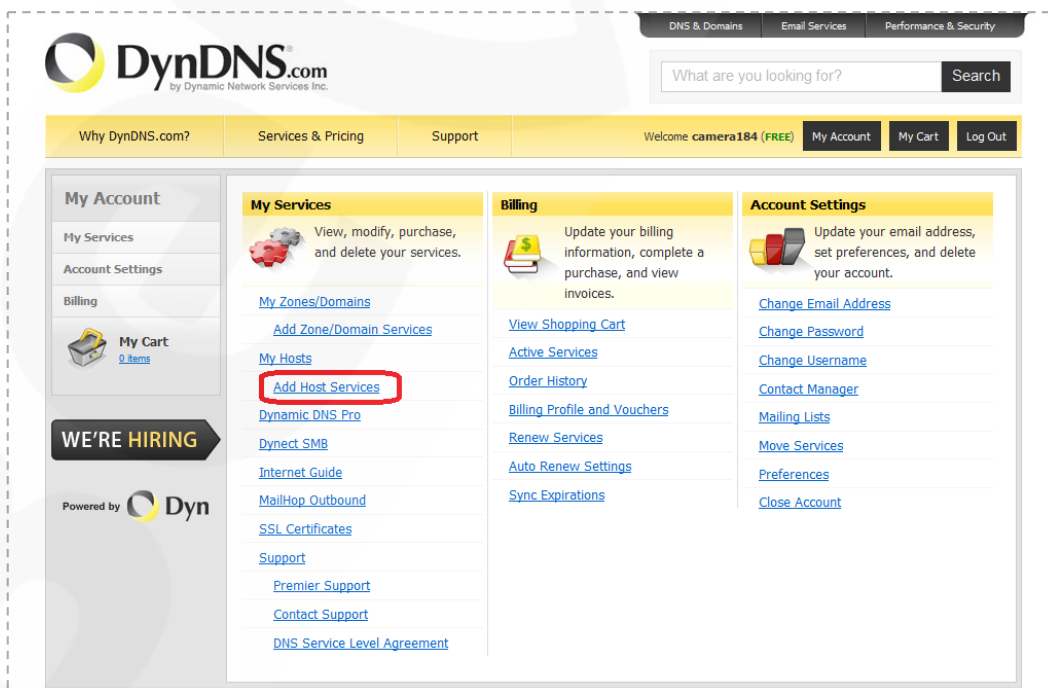 DNS & Domains
Email Services
Performance & Security
DynDNS.com
by Dynamic Network Services Inc.
What are you looking for?
Search
Why DynDNS.com?
Services & Pricing
Support
Welcome camera184 (FREE)
My Account
My Cart
Log Out
My Account
My Services
Account Settings
Billing
My Cart
0 items
WE'RE HIRING
Powered by Dyn
My Services
View, modify, purchase,
and delete your services.
My Zones/Domains
Add Zone/Domain Services
My Hosts
Add Host Services
Dynamic DNS Pro
Dynect SMB
Internet Guide
MailHop Outbound
SSL Certificates
Support
Premier Support
Contact Support
DNS Service Level Agreement
Billing
Update your billing
information, complete a
purchase, and view
invoices.
View Shopping Cart
Active Services
Order History
Billing Profile and Vouchers
Renew Services
Auto Renew Settings
Sync Expirations
Account Settings
Update your email address,
set preferences, and delete
your account.
Change Email Address
Change Password
Change Username
Contact Manager
Mailing Lists
Move Services
Preferences
Close Account